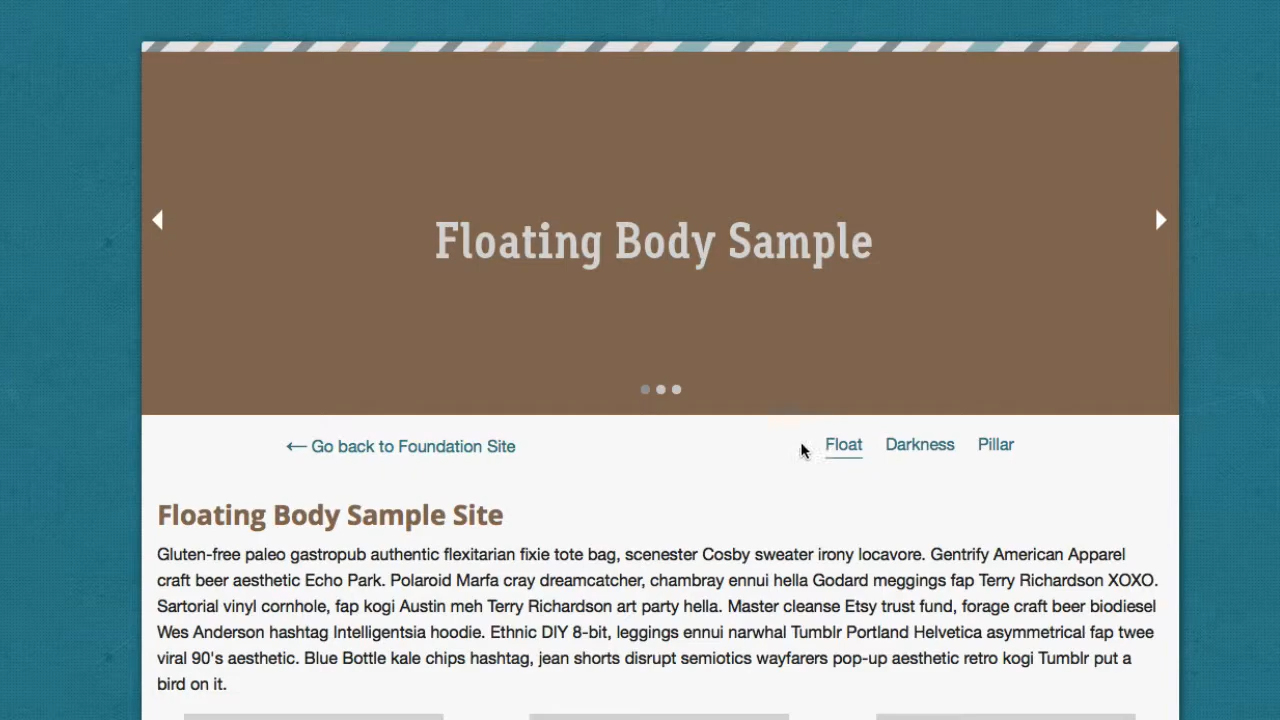 Floating Body Sample
← Go back to Foundation Site
Float Darkness Pillar
Floating Body Sample Site
Gluten-free paleo gastropub authentic flexitarian fixie tote bag, scenester Cosby sweater irony locavore. Gentrify American Apparel
craft beer aesthetic Echo Park. Polaroid Marfa cray dreamcatcher, chambray ennui hella Godard meggings fap Terry Richardson XOXO.
Sartorial vinyl cornhole, fap kogi Austin meh Terry Richardson art party hella. Master cleanse Etsy trust fund, forage craft beer biodiesel
Wes Anderson hashtag Intelligentsia hoodie. Ethnic DIY 8-bit, leggings ennui narwhal Tumblr Portland Helvetica asymmetrical fap twee
viral 90's aesthetic. Blue Bottle kale chips hashtag, jean shorts disrupt semiotics wayfarers pop-up aesthetic retro kogi Tumblr put a
bird on it.